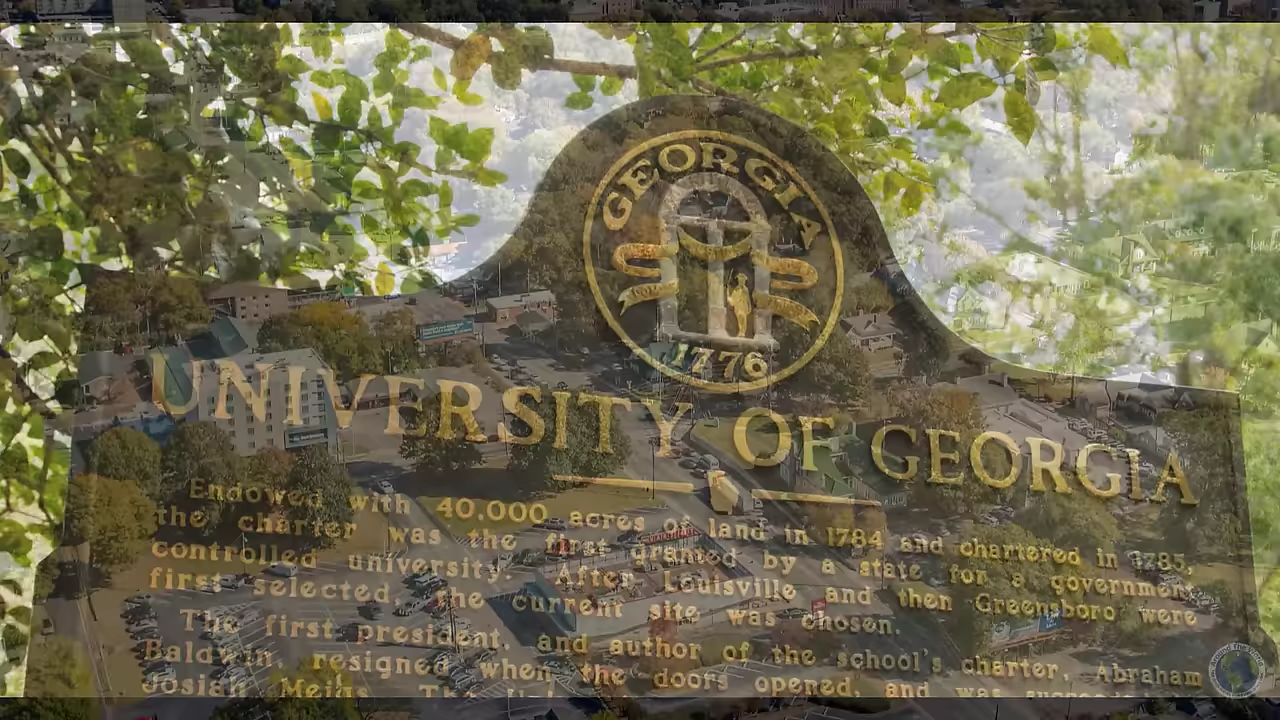 GEORGIA
1776
UNIVERSITY OF GEORGIA
Endowed with 40,000 acres of land in 1784 and chartered in 1785,
the charter was the first granted by a state for a government
controlled university. After Louisville and then Greensboro were
first selected, the current site was chosen.
The first president, and author of the school's charter, Abraham
Baldwin, resigned when the doors opened, and was
Josiah Meigs. The